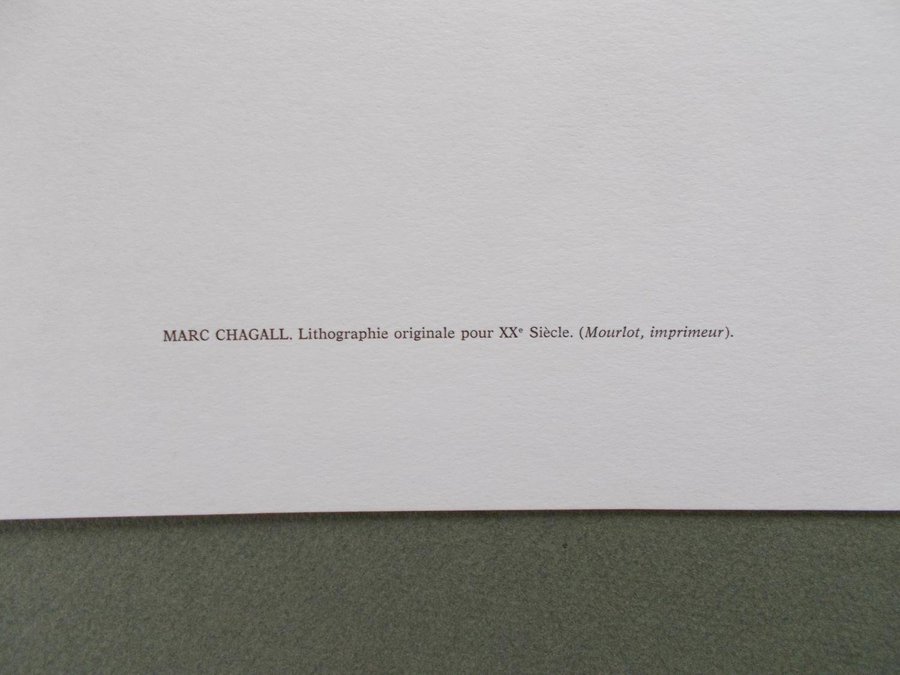 MARC CHAGALL. Lithographie originale pour XXᵉ Siècle. (Mourlot, imprimeur).